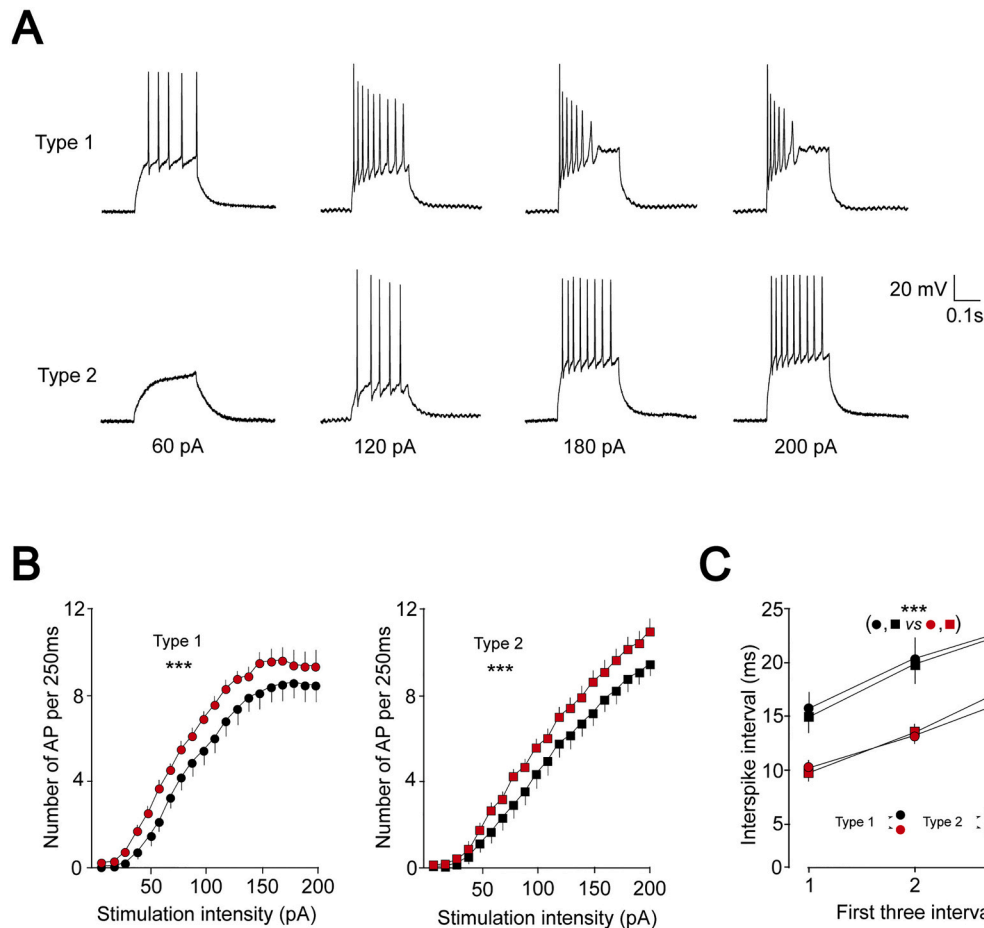 A
Type 1
20 mV
0.1s
Type 2
60 pA
120 pA
180 pA
200 pA
B
12
8
4
0
Type 1
***
Number of AP per 250ms
50
100
150
200
Stimulation intensity (pA)
12
8
4
0
Type 2
***
Number of AP per 250ms
50
100
150
200
Stimulation intensity (pA)
C
25
20
15
10
5
0
***
( , vs , )
Interspike interval (ms)
Type 1
Type 2
1
2
First three interva